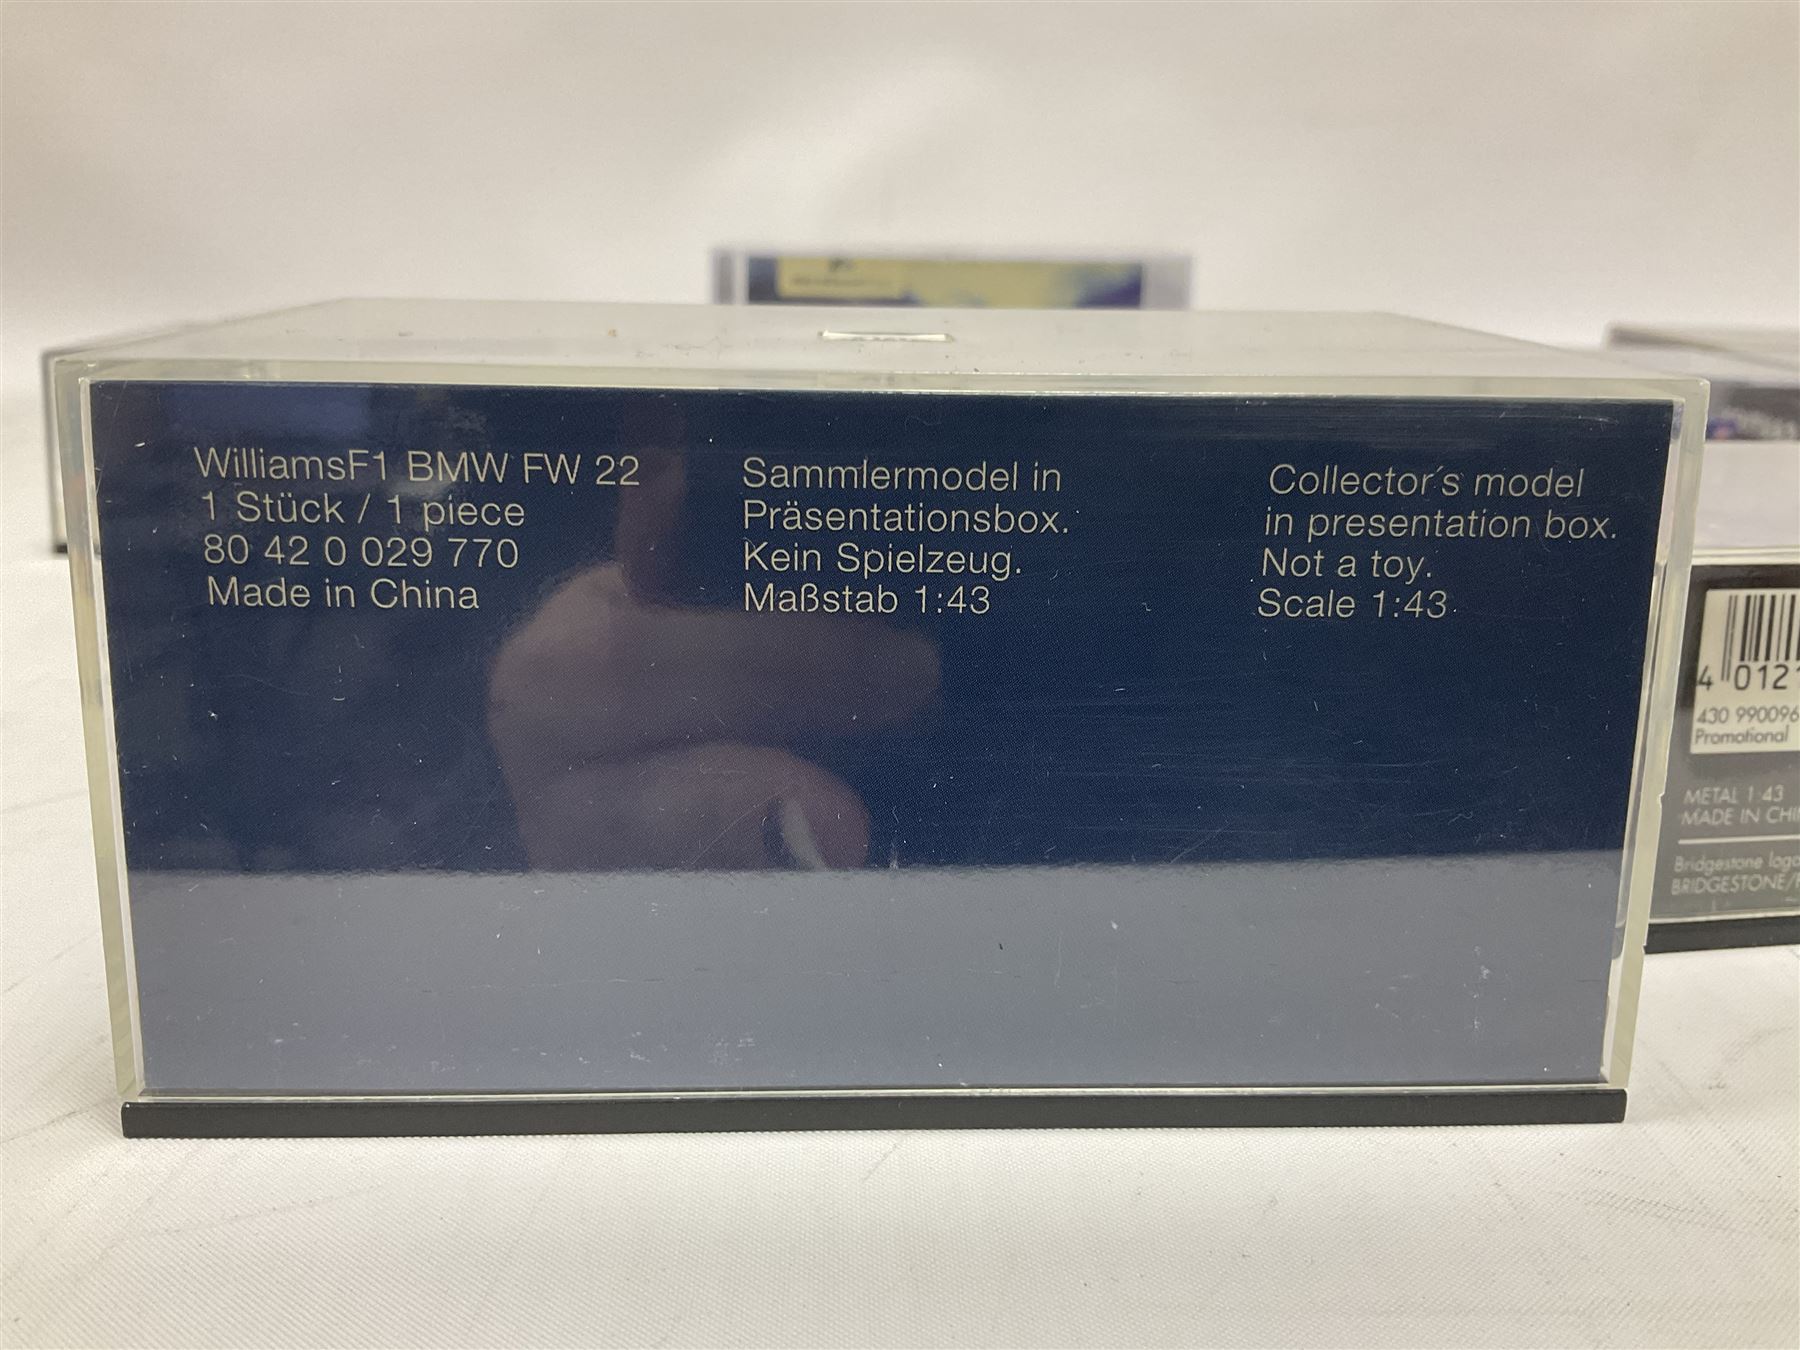 WilliamsF1 BMW FW 22
1 Stück / 1 piece
80 42 0 029 770
Made in China
Sammlermodel in
Präsentationsbox.
Kein Spielzeug.
Maßstab 1:43
Collector´s model
in presentation box.
Not a toy.
Scale 1:43
4 0121
430 990096
Promotional
METAL 1:43
MADE IN CHI
Bridgestone logo
BRIDGESTONE/